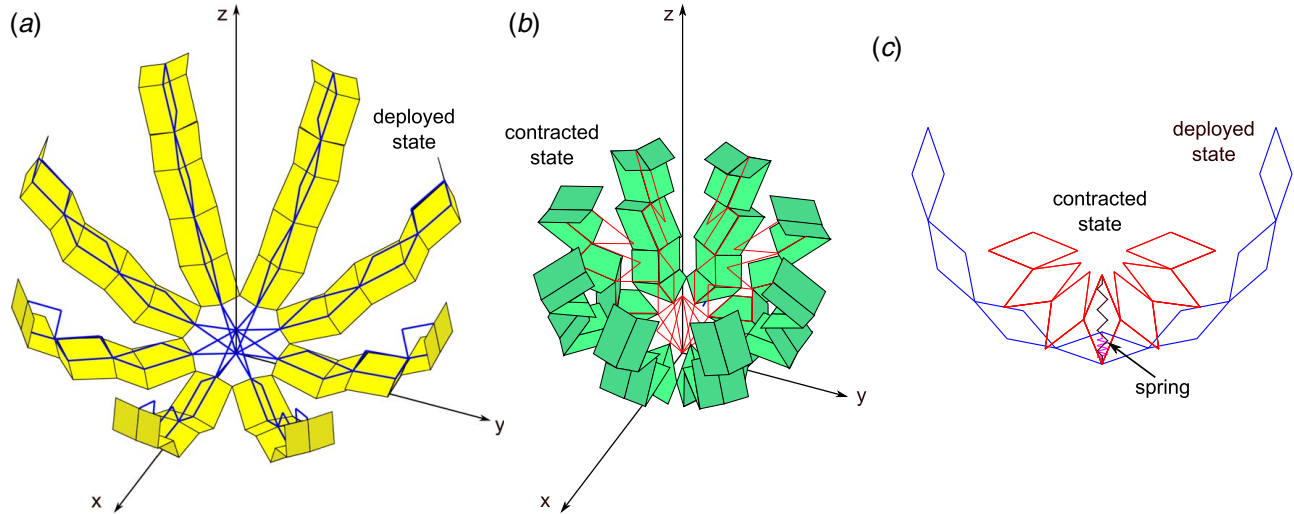 (a)
z
deployed
state
y
x
(b)
z
contracted
state
y
x
(c)
deployed
state
contracted
state
spring